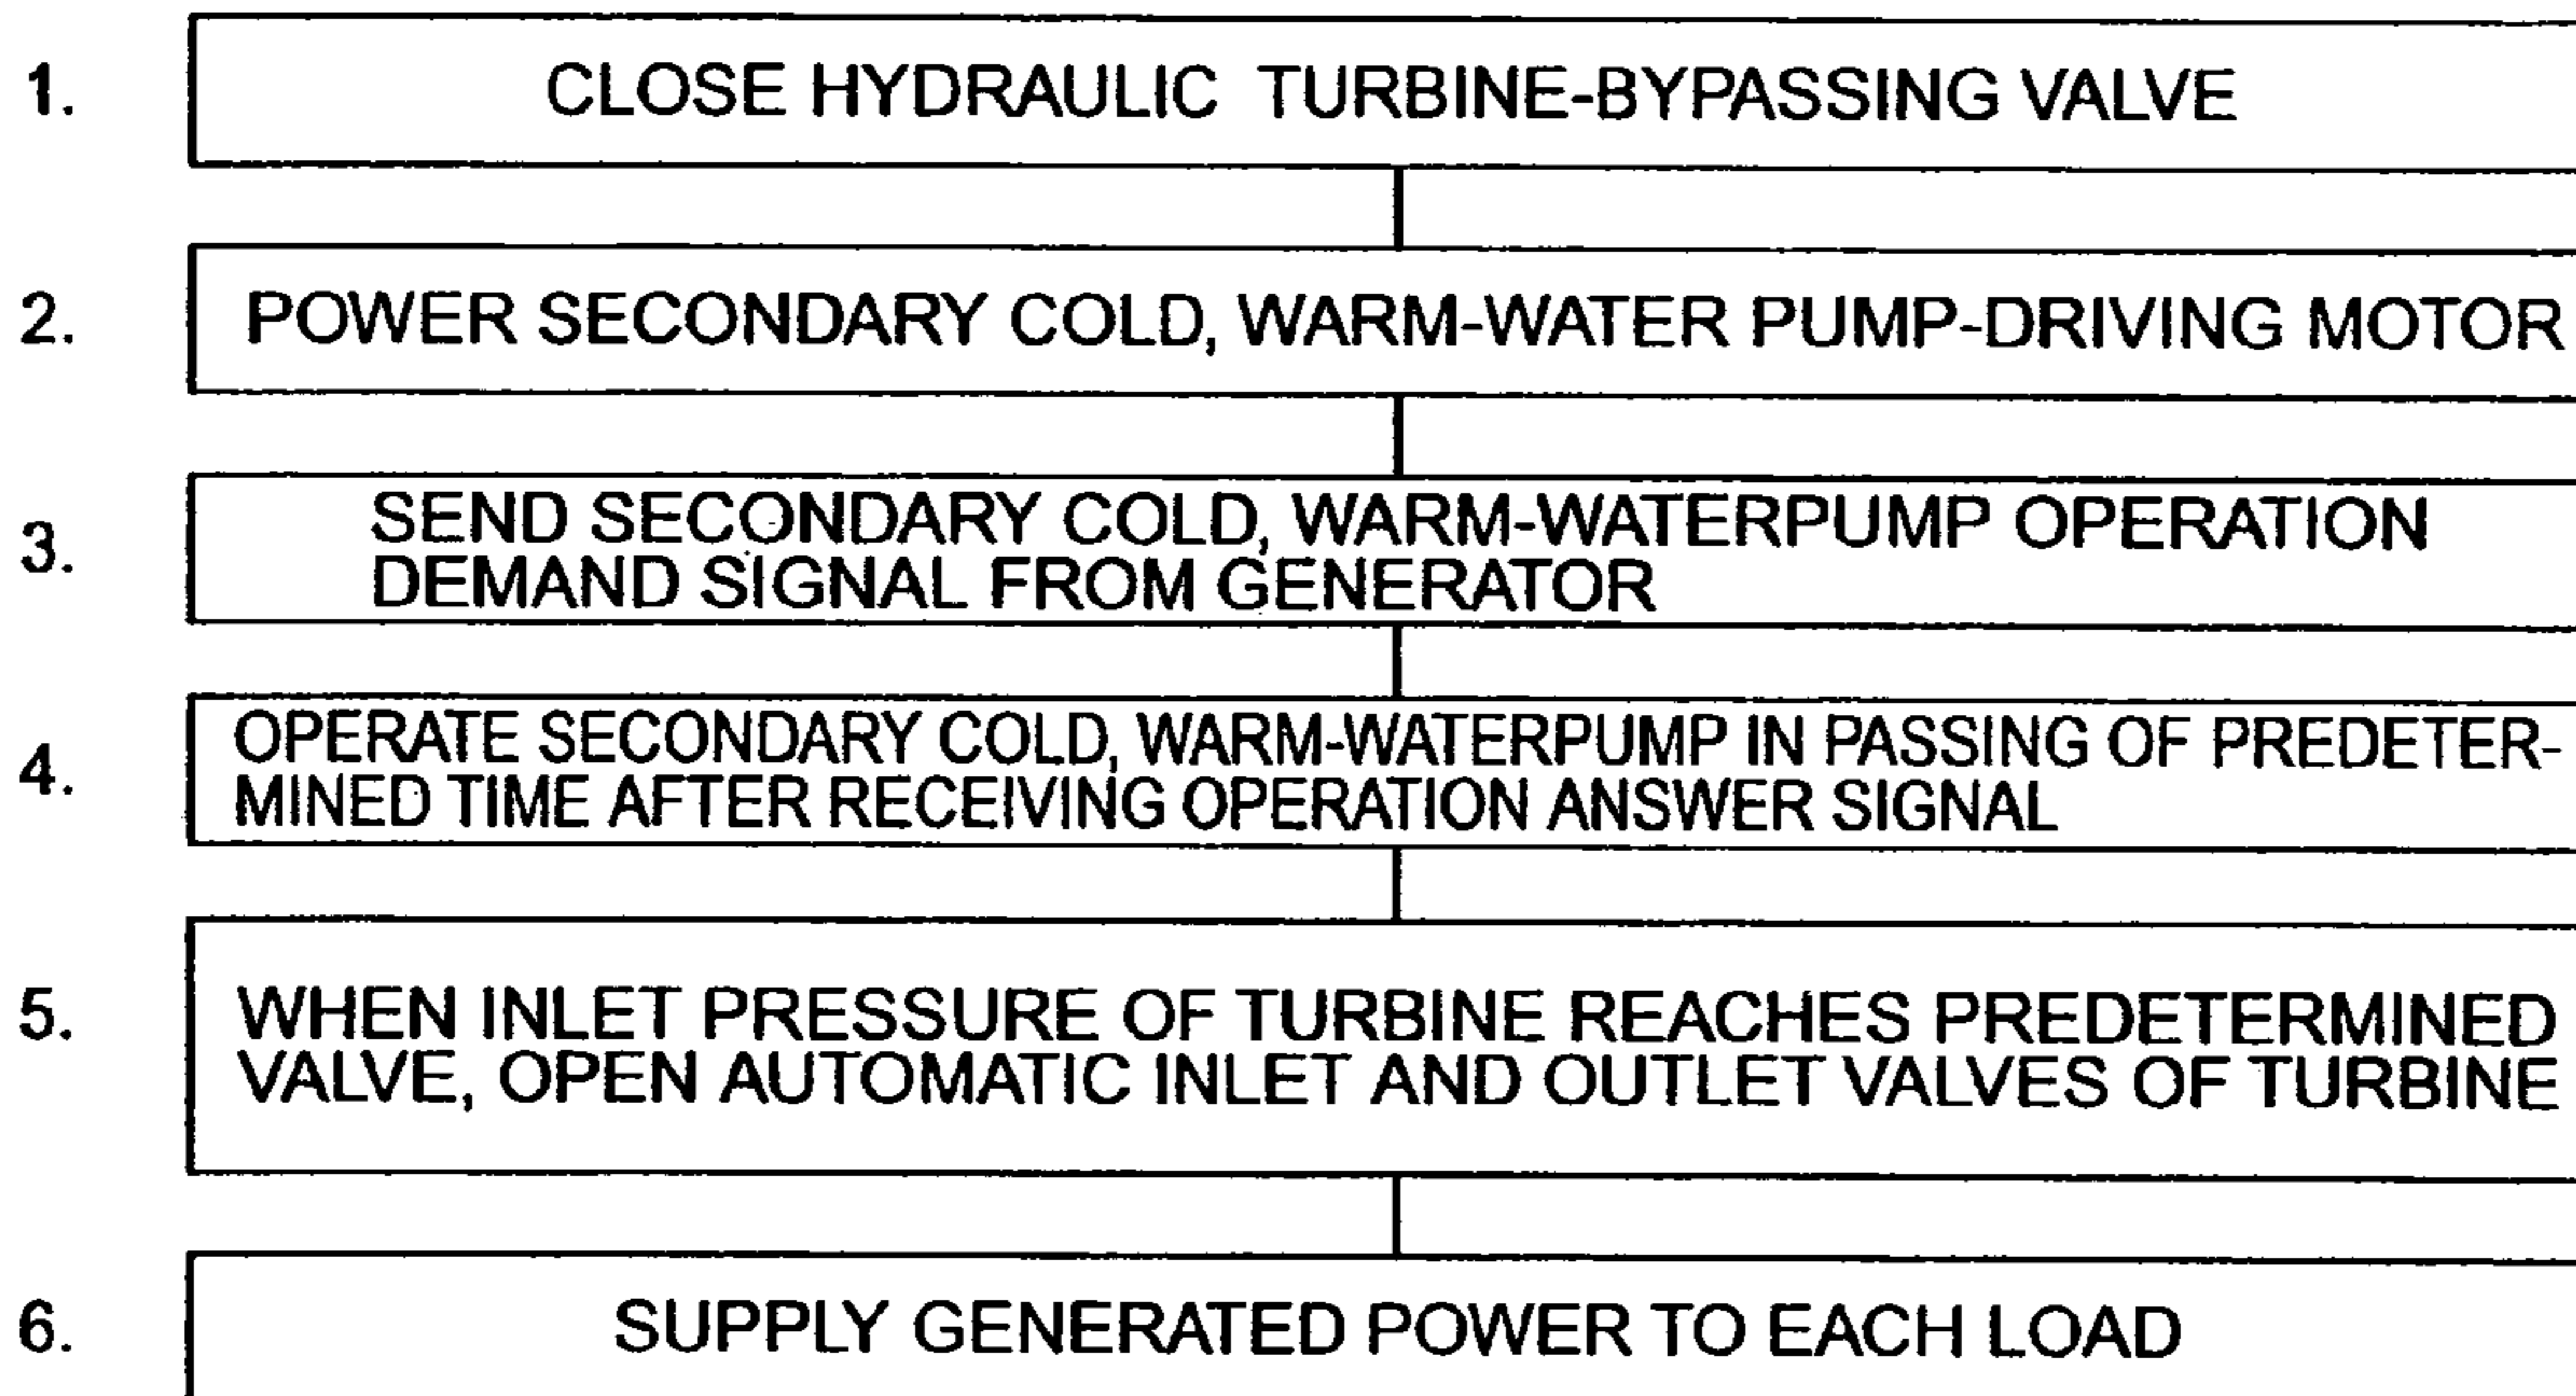 1. CLOSE HYDRAULIC TURBINE-BYPASSING VALVE
2. POWER SECONDARY COLD, WARM-WATER PUMP-DRIVING MOTOR
3. SEND SECONDARY COLD, WARM-WATERPUMP OPERATION
DEMAND SIGNAL FROM GENERATOR
4. OPERATE SECONDARY COLD, WARM-WATERPUMP IN PASSING OF PREDETER-
MINED TIME AFTER RECEIVING OPERATION ANSWER SIGNAL
5. WHEN INLET PRESSURE OF TURBINE REACHES PREDETERMINED
VALVE, OPEN AUTOMATIC INLET AND OUTLET VALVES OF TURBINE
6. SUPPLY GENERATED POWER TO EACH LOAD